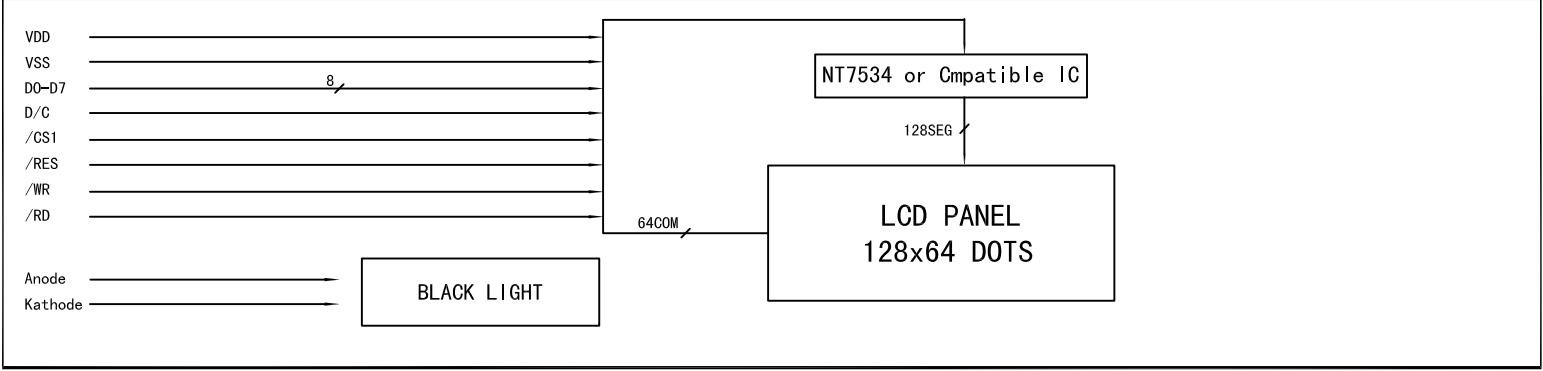 VDD
VSS
D0-D7
8
D/C
/CS1
/RES
/WR
/RD
NT7534 or Cmpatible IC
128SEG
64COM
LCD PANEL
128x64 DOTS
Anode
Kathode
BLACK LIGHT